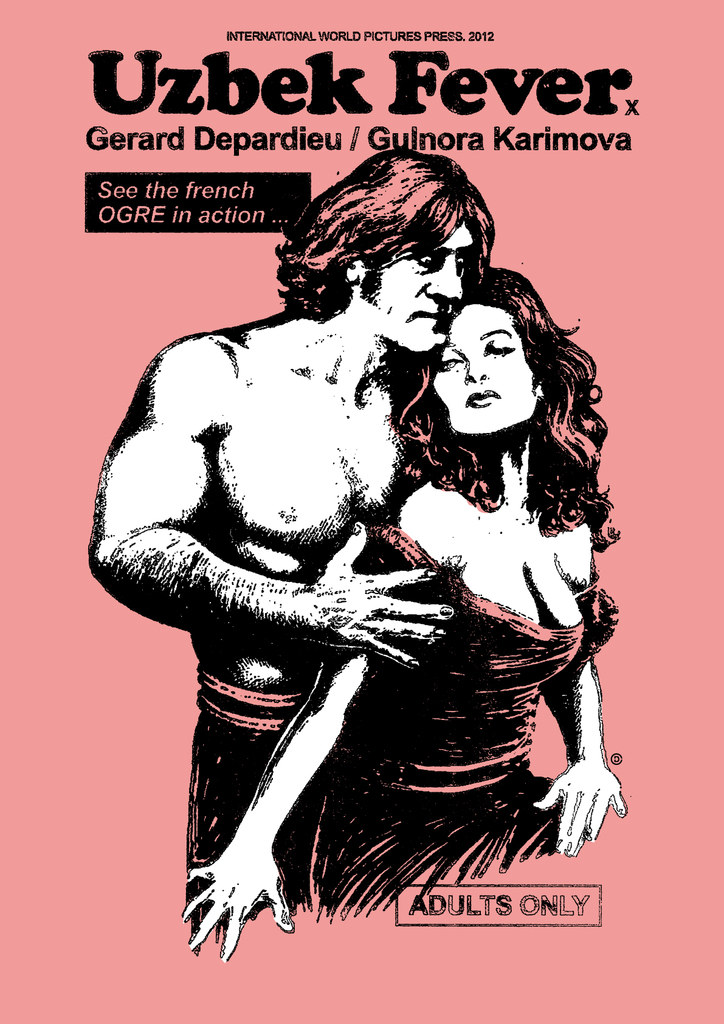 INTERNATIONAL WORLD PICTURES PRESS. 2012
Uzbek Fever x
Gerard Depardieu / Gulnora Karimova
See the french
OGRE in action ...
ADULTS ONLY